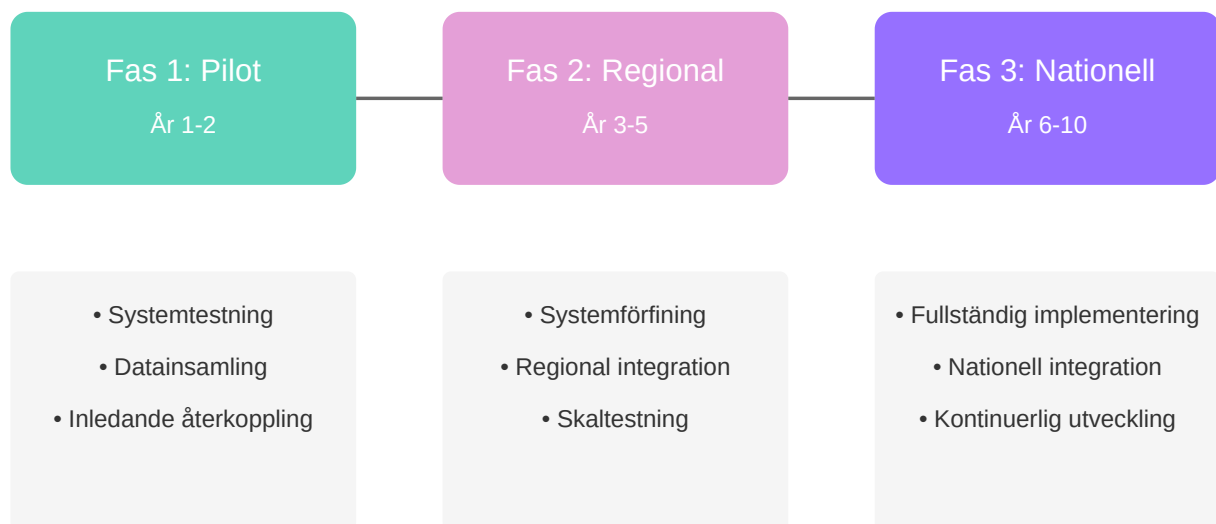 Fas 1: Pilot
År 1-2
Fas 2: Regional
År 3-5
Fas 3: Nationell
År 6-10
• Systemtestning
• Datainsamling
• Inledande återkoppling
• Systemförfining
• Regional integration
• Skaltestning
• Fullständig implementering
• Nationell integration
• Kontinuerlig utveckling